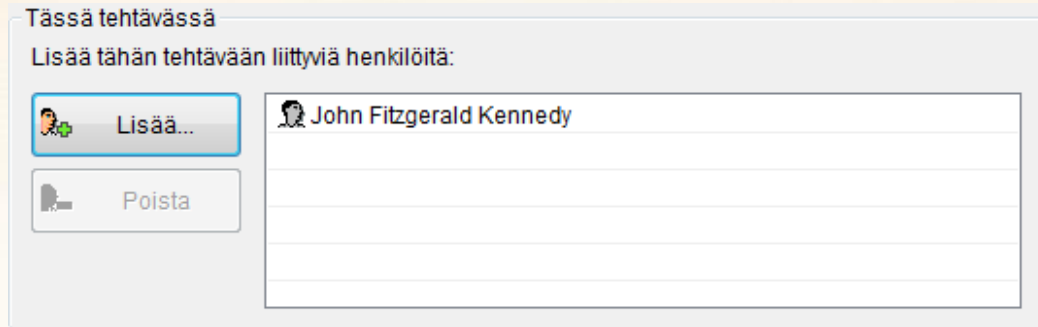 Tässä tehtävässä
Lisää tähän tehtävään liittyviä henkilöitä:
Lisää...
John Fitzgerald Kennedy
Poista